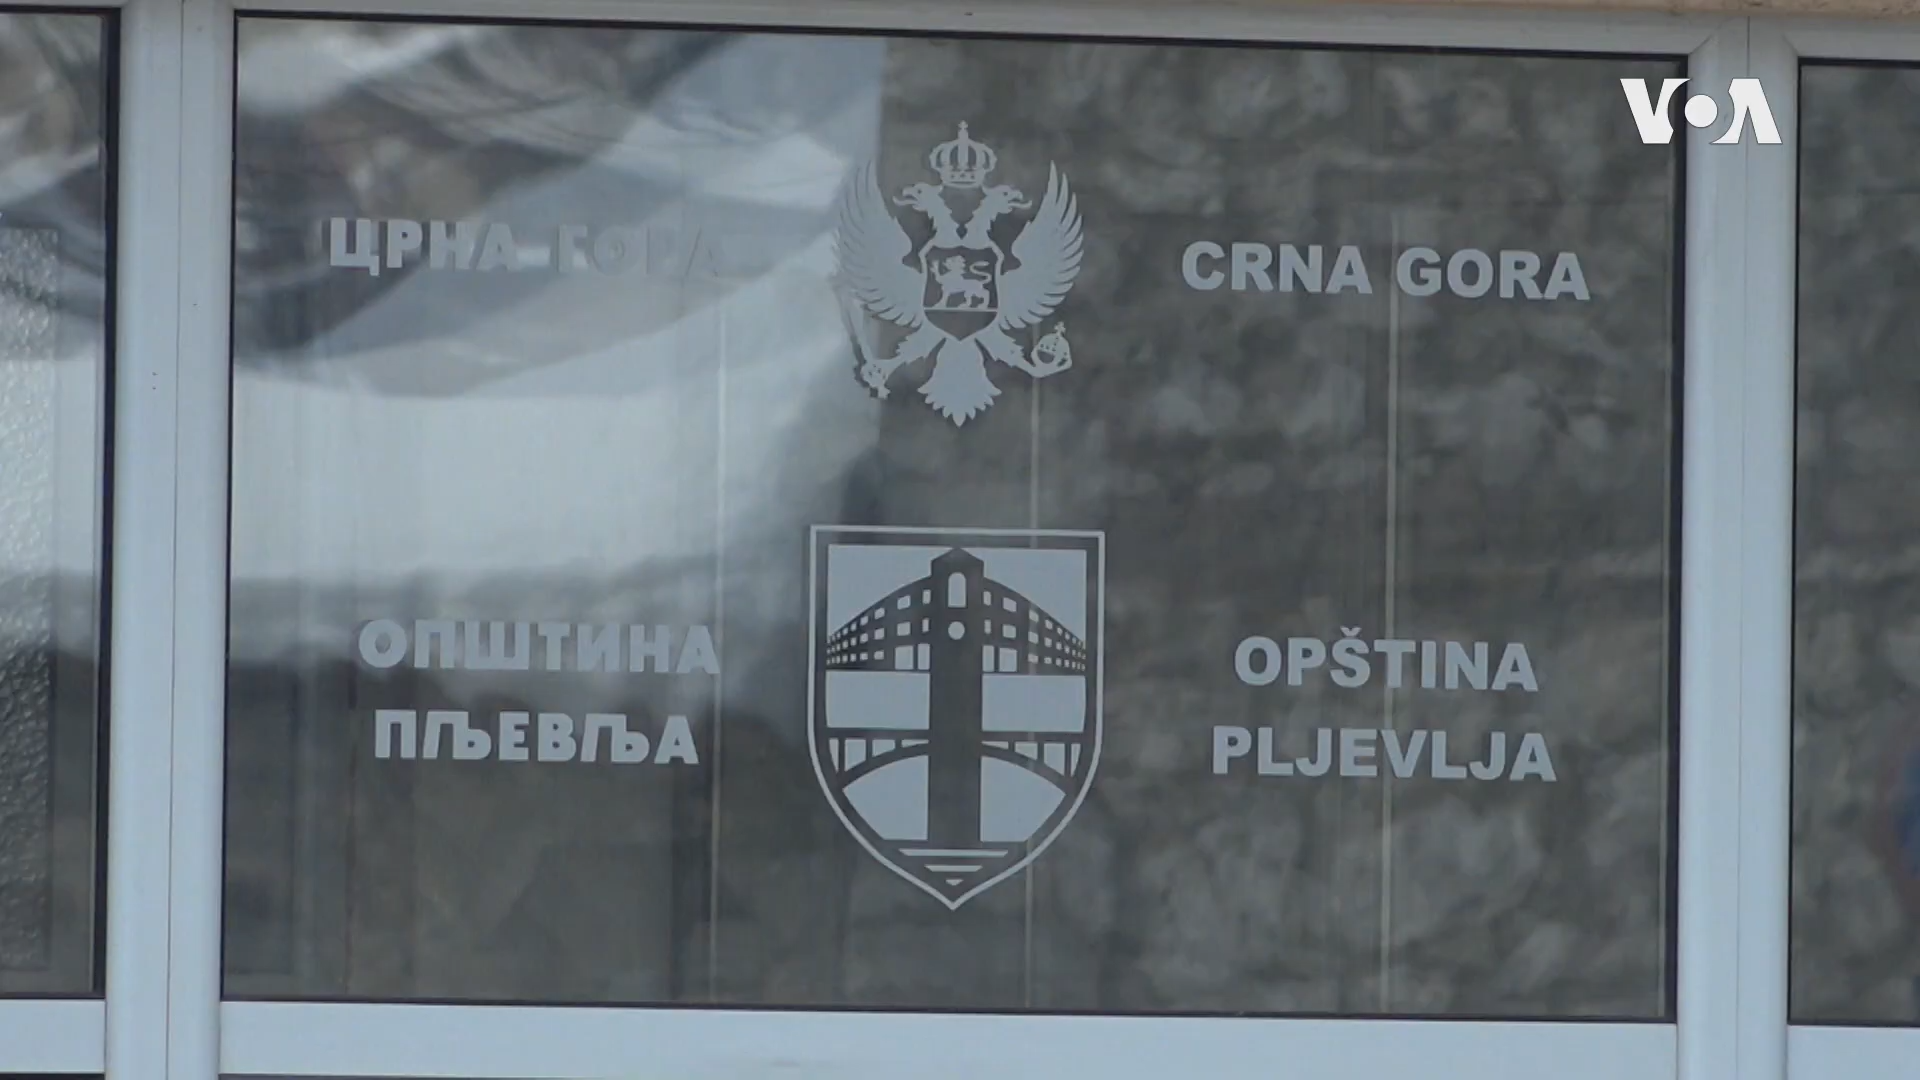 VOA
ЦРНА ГОРА
CRNA GORA
ОПШТИНА
ПЉЕВЉА
OPŠTINA
PLJEVLJA